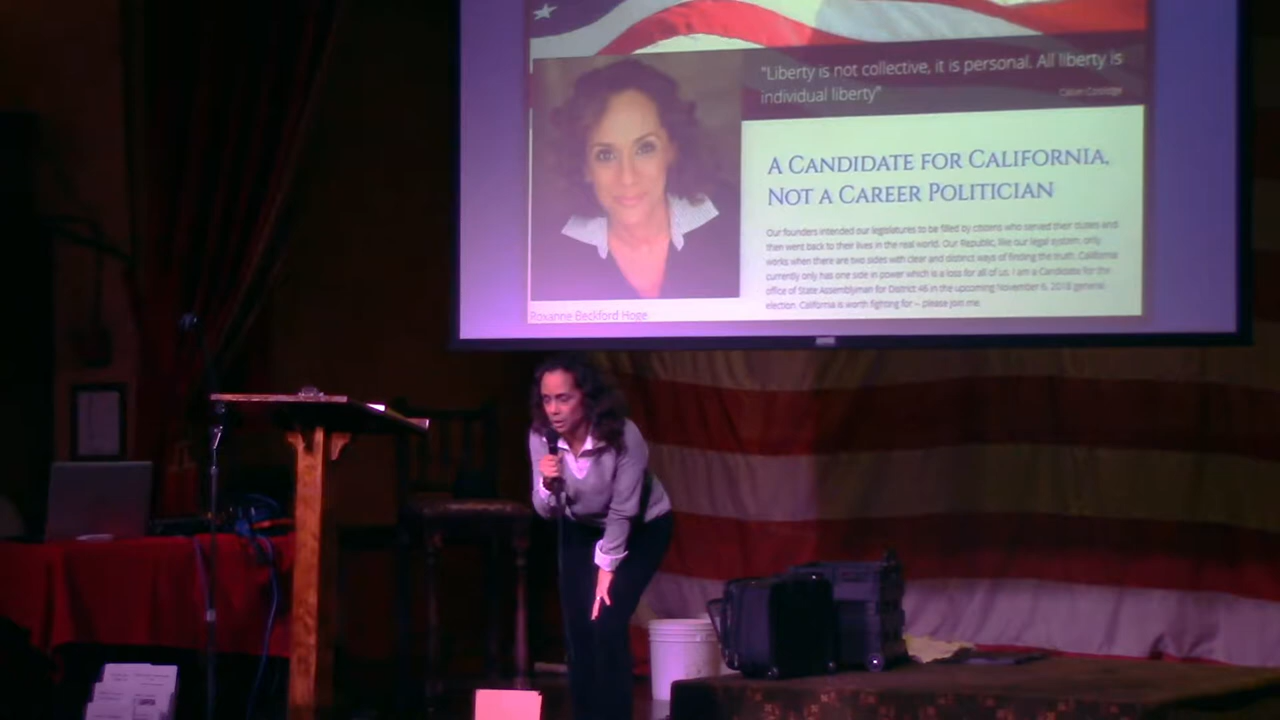 "Liberty is not collective, it is personal. All liberty is
individual liberty"
Calvin Coolidge
A CANDIDATE FOR CALIFORNIA,
NOT A CAREER POLITICIAN
Our founders intended our legislatures to be filled by citizens who served their states and
then went back to their lives in the real world. Our Republic, like our legal system, only
works when there are two sides with clear and distinct ways of finding the truth. California
currently only has one side in power which is a loss for all of us. I am a Candidate for the
office of State Assemblyman for District 46 in the upcoming November 6, 2018 general
election. California is worth fighting for – please join me.
Roxanne Beckford Hoge